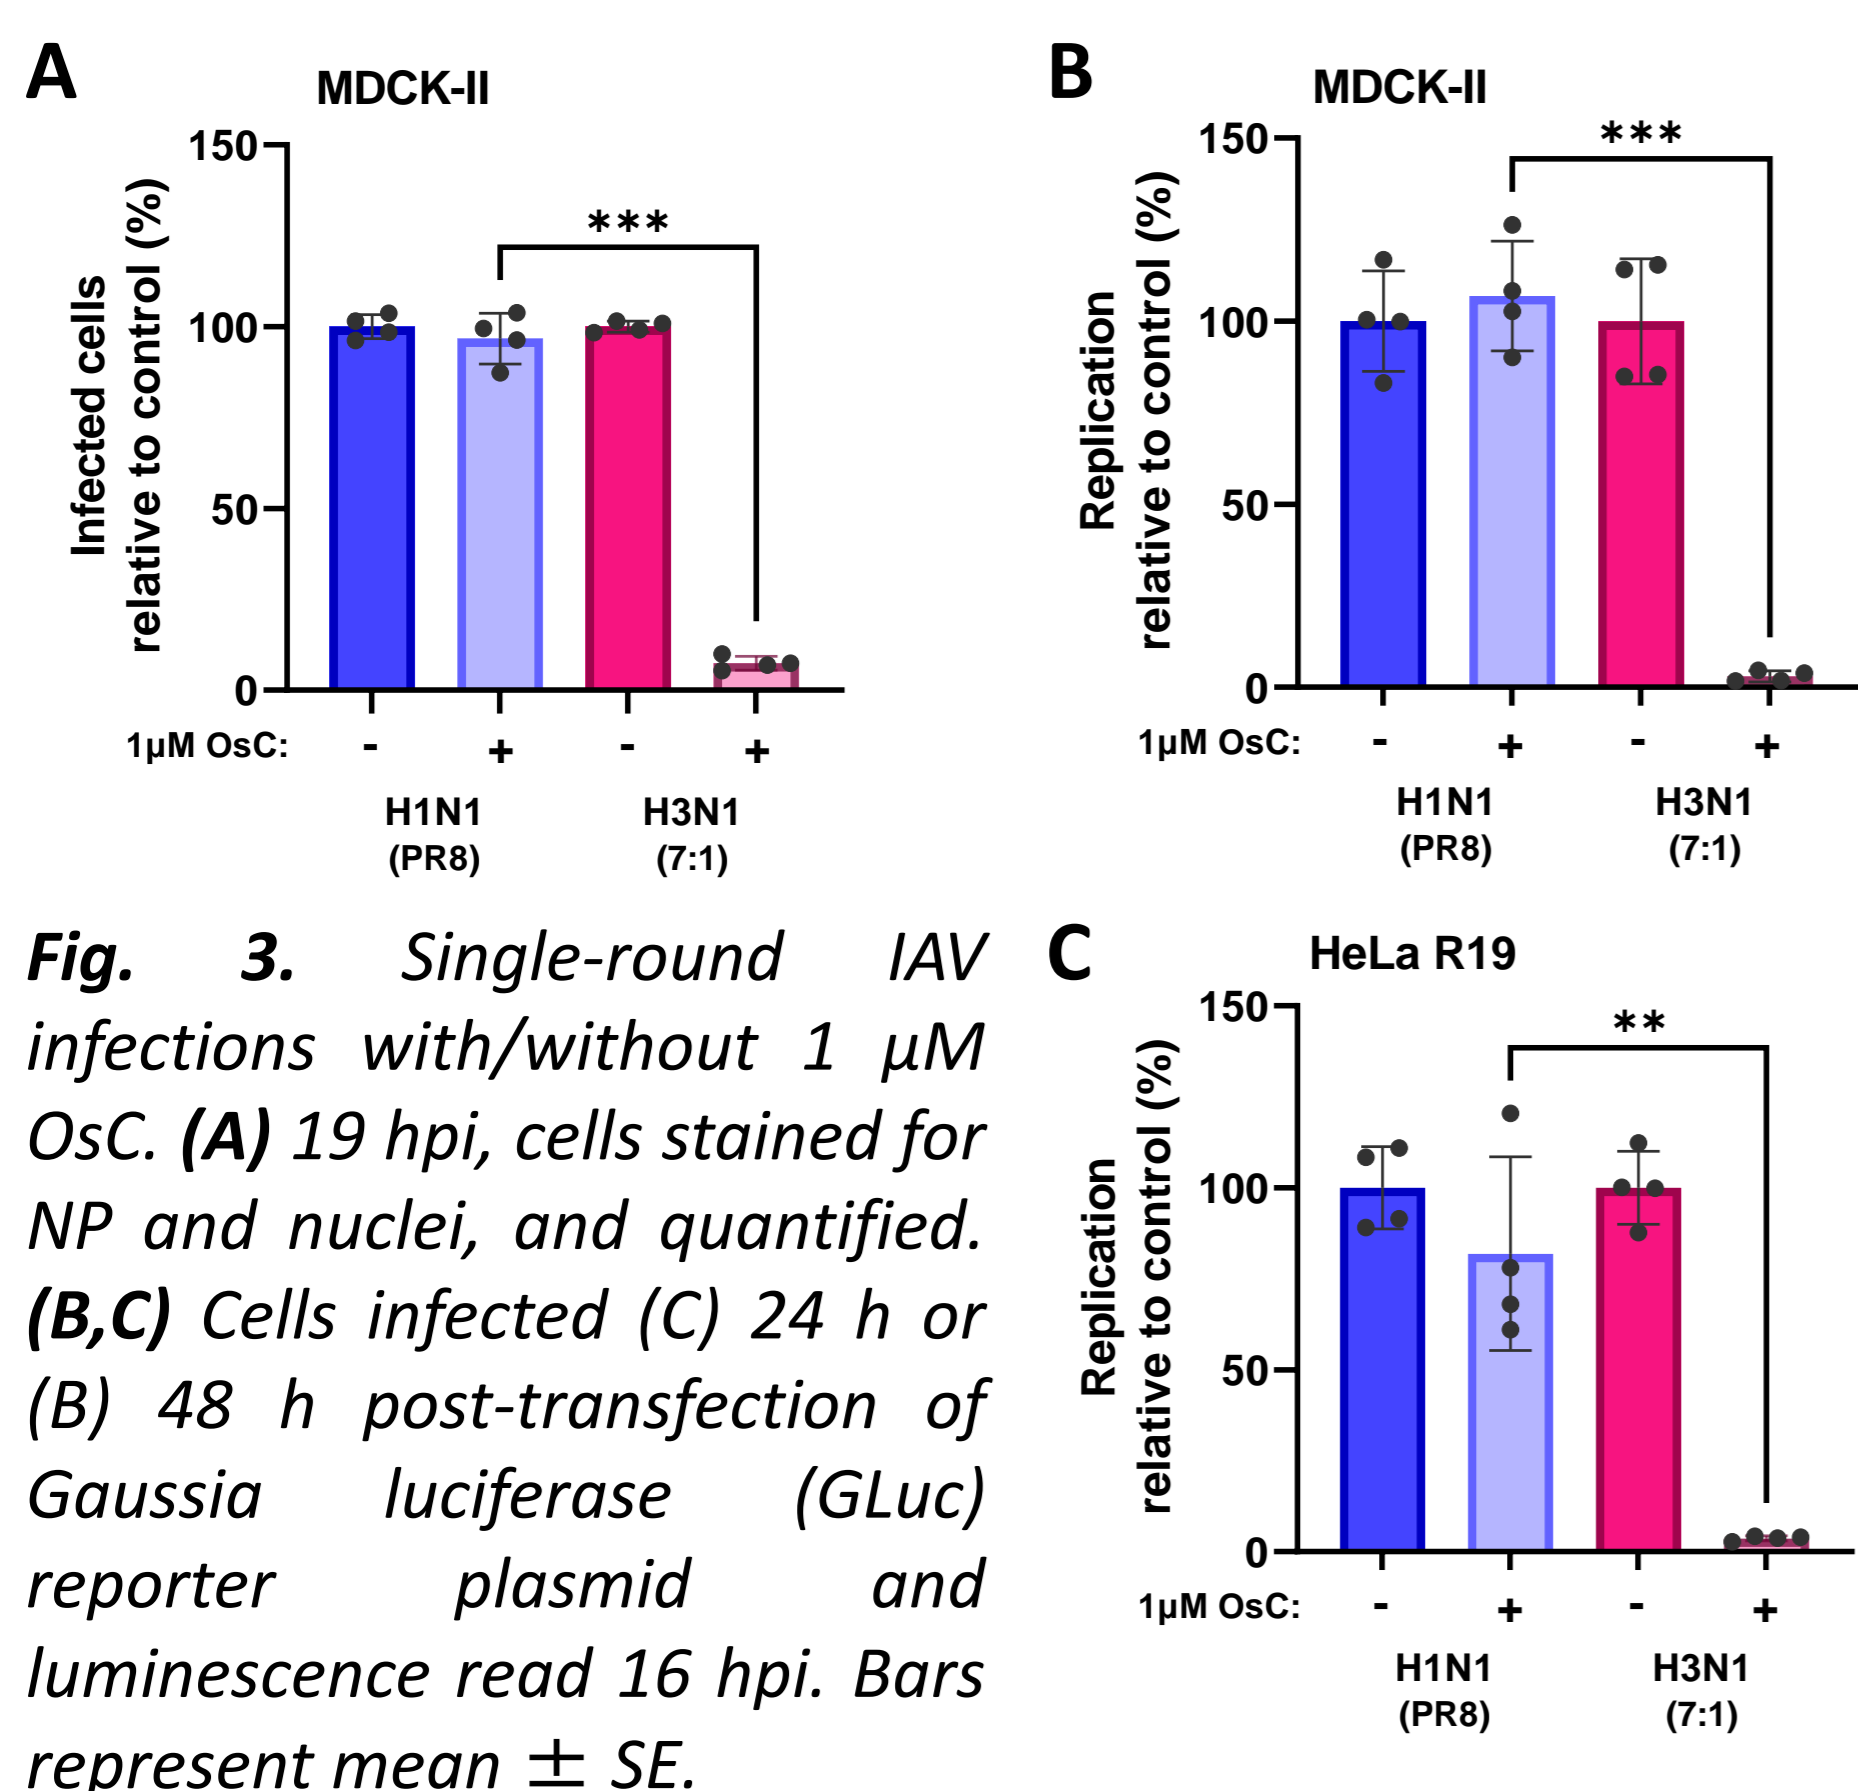 A
MDCK-II
Infected cells
relative to control (%)
150
100
50
0
***
1µM OsC: - + - +
H1N1 H3N1
(PR8) (7:1)
B
MDCK-II
Replication
relative to control (%)
150
100
50
0
***
1µM OsC: - + - +
H1N1 H3N1
(PR8) (7:1)
Fig. 3. Single-round IAV
infections with/without 1 µM
OsC. (A) 19 hpi, cells stained for
NP and nuclei, and quantified.
(B,C) Cells infected (C) 24 h or
(B) 48 h post-transfection of
Gaussia luciferase (GLuc)
reporter plasmid and
luminescence read 16 hpi. Bars
represent mean ± SE.
C
HeLa R19
Replication
relative to control (%)
150
100
50
0
**
1µM OsC: - + - +
H1N1 H3N1
(PR8) (7:1)